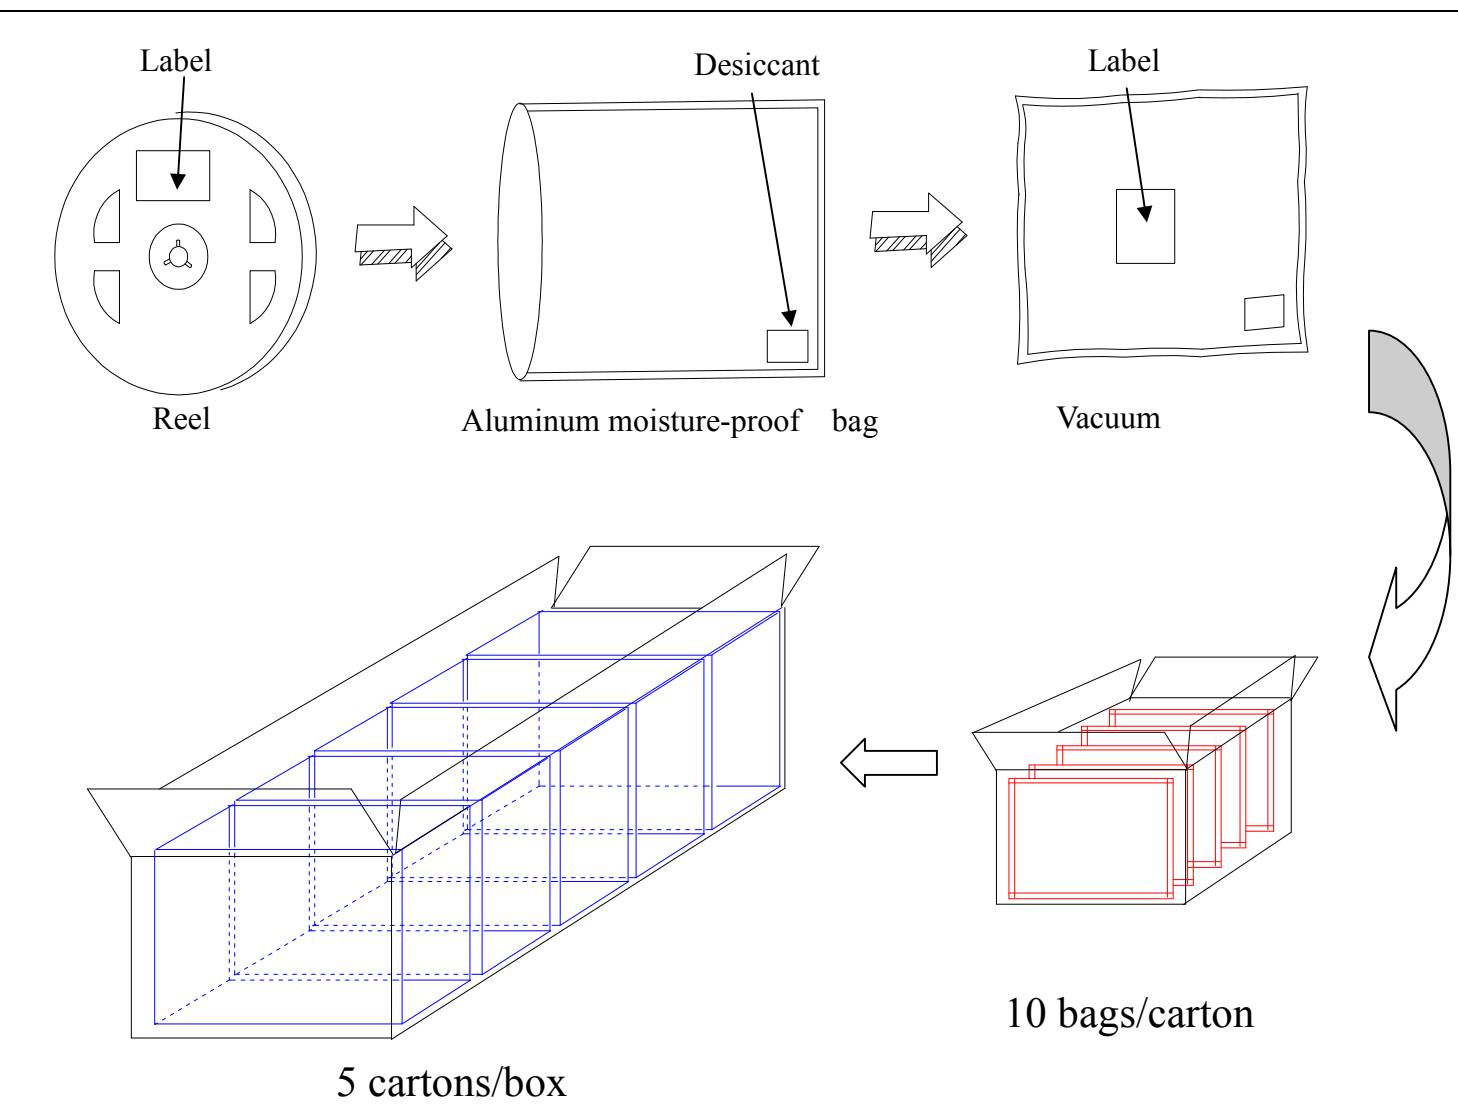 Label
Desiccant
Label
Reel
Aluminum moisture-proof bag
Vacuum
10 bags/carton
5 cartons/box